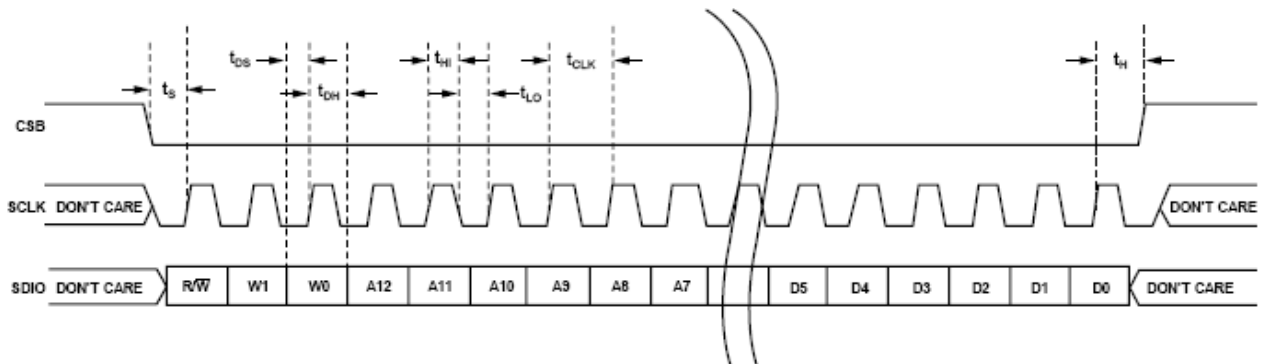 tDS tHI tCLK tH
tS tDH tLO
CSB
SCLK DON'T CARE DON'T CARE
SDIO DON'T CARE R/W̅ W1 W0 A12 A11 A10 A9 A8 A7 D5 D4 D3 D2 D1 D0 DON'T CARE